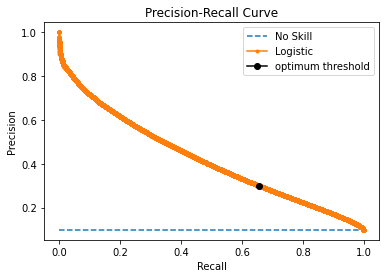 Precision-Recall Curve
No Skill
Logistic
optimum threshold
Precision
1.0
0.8
0.6
0.4
0.2
0.0
0.2
0.4
0.6
0.8
1.0
Recall